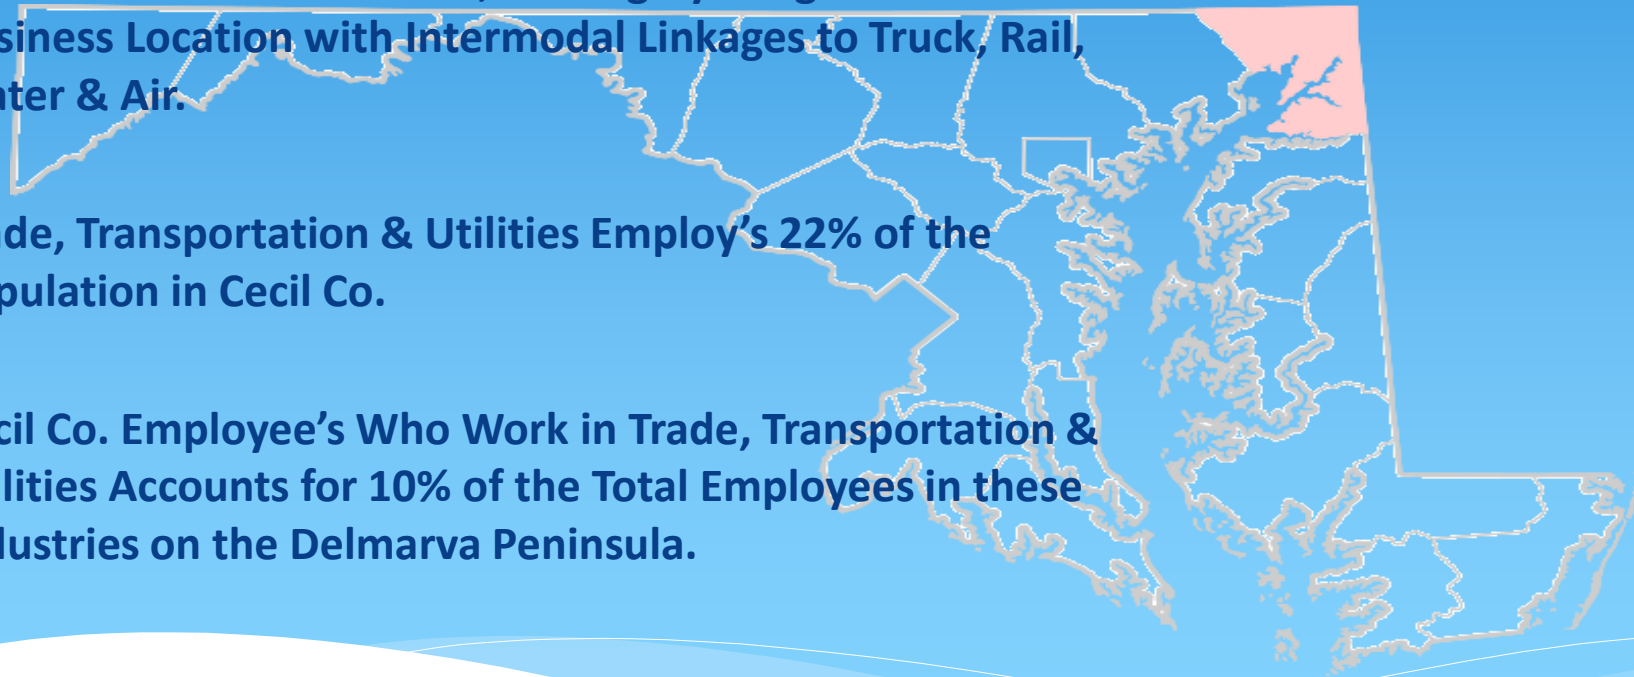 siness Location with Intermodal Linkages to Truck, Rail,
ter & Air.
de, Transportation & Utilities Employ’s 22% of the
pulation in Cecil Co.
cil Co. Employee’s Who Work in Trade, Transportation &
ilities Accounts for 10% of the Total Employees in these
dustries on the Delmarva Peninsula.